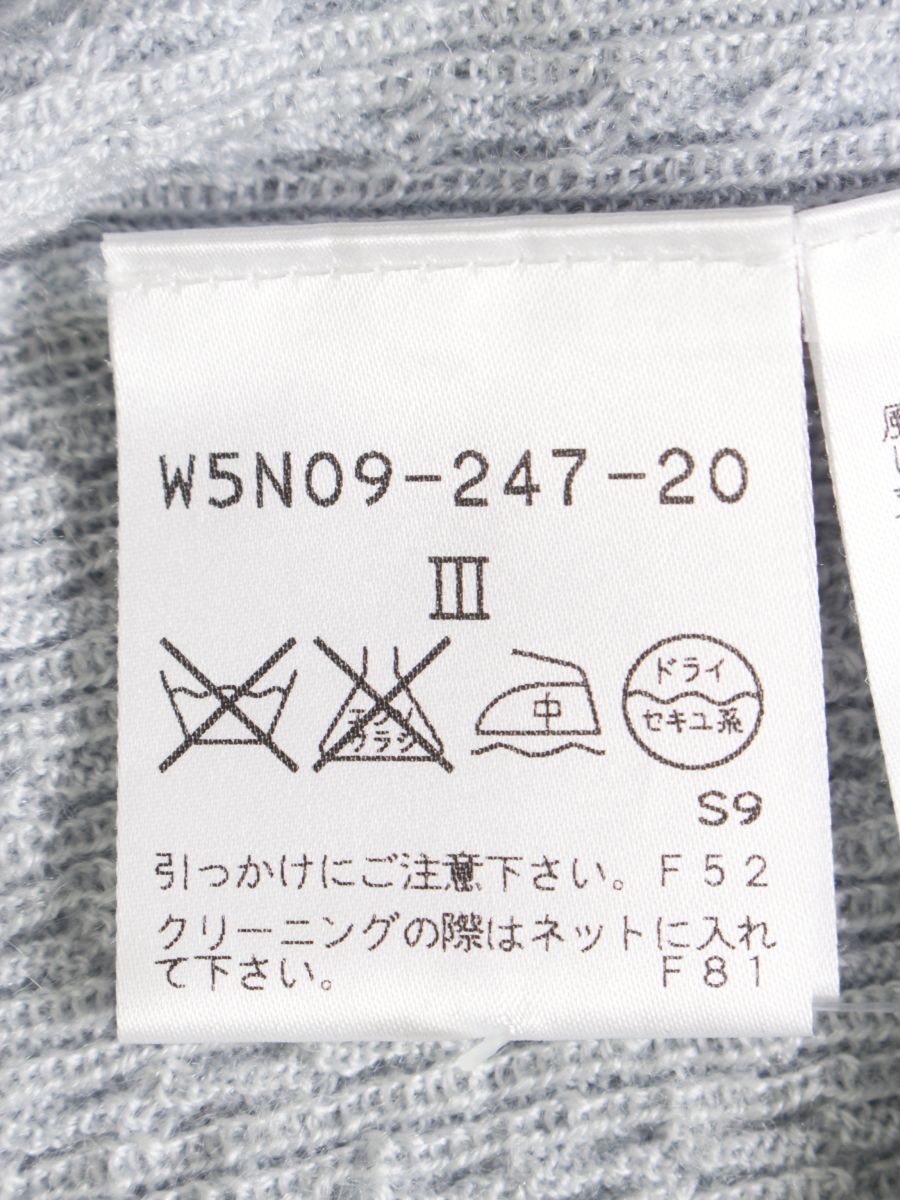 W5N09-247-20
III
中
ドライ
セキユ系
S9
引っかけにご注意下さい。F52
クリーニングの際はネットに入れ
て下さい。 F81
風